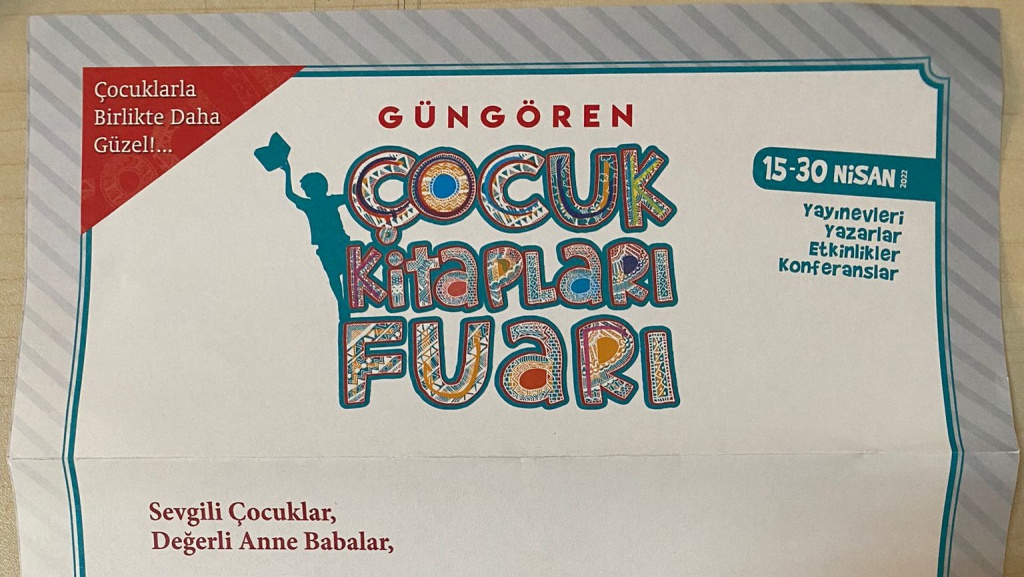 Çocuklarla
Birlikte Daha
Güzel!...
GÜNGÖREN
ÇOCUK
KİTAPLARI
FUARI
15-30 NİSAN 2022
Yayınevleri
Yazarlar
Etkinlikler
Konferanslar
Sevgili Çocuklar,
Değerli Anne Babalar,